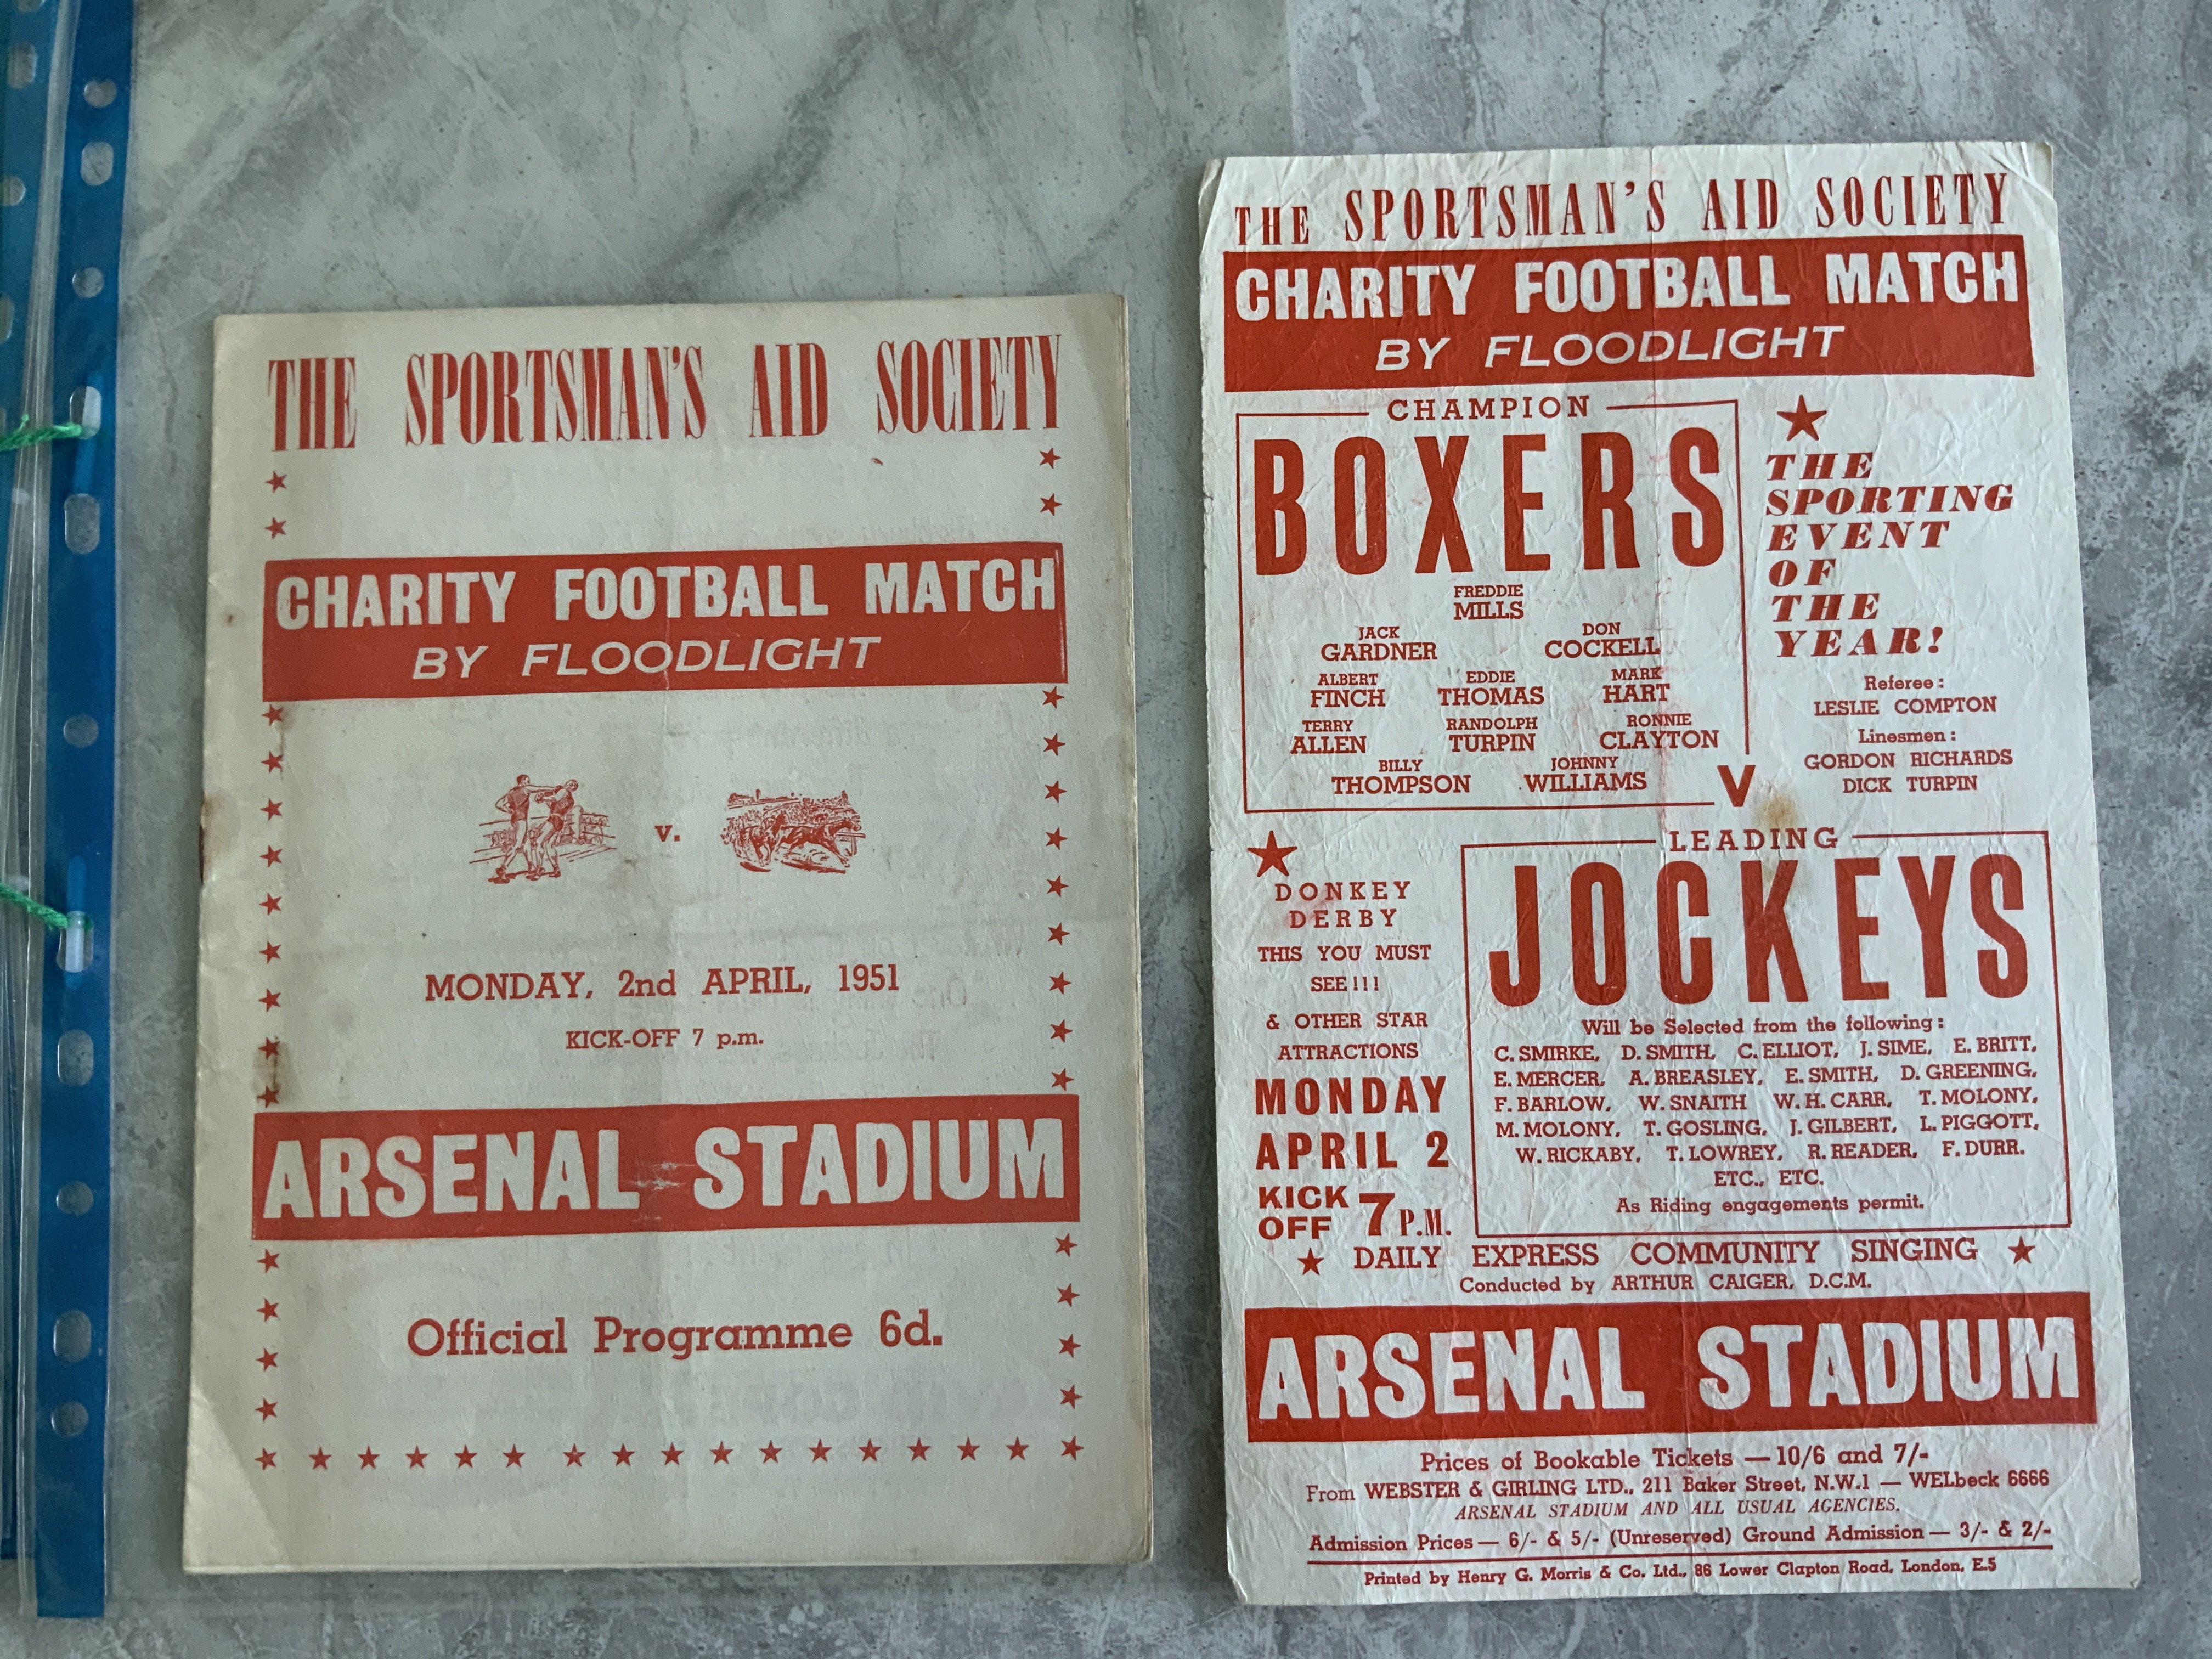 THE SPORTSMAN'S AID SOCIETY
CHARITY FOOTBALL MATCH
BY FLOODLIGHT
v.
MONDAY, 2nd APRIL, 1951
KICK-OFF 7 p.m.
ARSENAL STADIUM
Official Programme 6d.
THE SPORTSMAN'S AID SOCIETY
CHARITY FOOTBALL MATCH
BY FLOODLIGHT
CHAMPION
BOXERS
FREDDIE
MILLS
JACK
GARDNER
DON
COCKELL
ALBERT
FINCH
EDDIE
THOMAS
MARK
HART
TERRY
ALLEN
RANDOLPH
TURPIN
RONNIE
CLAYTON
BILLY
THOMPSON
JOHNNY
WILLIAMS
THE
SPORTING
EVENT
OF
THE
YEAR!
Referee:
LESLIE COMPTON
Linesmen:
GORDON RICHARDS
DICK TURPIN
V
DONKEY
DERBY
THIS YOU MUST
SEE!!!
& OTHER STAR
ATTRACTIONS
MONDAY
APRIL 2
KICK
OFF 7 P.M.
LEADING
JOCKEYS
Will be Selected from the following:
C. SMIRKE, D. SMITH, C. ELLIOT, J. SIME, E. BRITT,
E. MERCER, A. BREASLEY, E. SMITH, D. GREENING,
F. BARLOW, W. SNAITH W. H. CARR, T. MOLONY,
M. MOLONY, T. GOSLING, J. GILBERT, L. PIGGOTT,
W. RICKABY, T. LOWREY, R. READER, F. DURR.
ETC., ETC.
As Riding engagements permit.
DAILY EXPRESS COMMUNITY SINGING
Conducted by ARTHUR CAIGER, D.C.M.
ARSENAL STADIUM
Prices of Bookable Tickets — 10/6 and 7/-
From WEBSTER & GIRLING LTD., 211 Baker Street, N.W.1 — WELbeck 6666
ARSENAL STADIUM AND ALL USUAL AGENCIES.
Admission Prices — 6/- & 5/- (Unreserved) Ground Admission — 3/- & 2/-
Printed by Henry G. Morris & Co. Ltd., 86 Lower Clapton Road, London, E.5